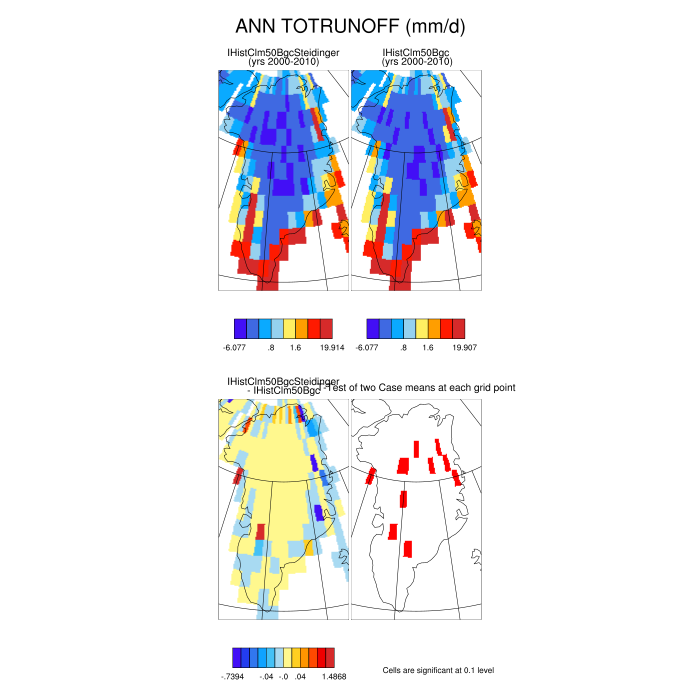 ANN TOTRUNOFF (mm/d)
IHistClm50BgcSteidinger
(yrs 2000-2010)
IHistClm50Bgc
(yrs 2000-2010)
-6.077 .8 1.6 19.914
-6.077 .8 1.6 19.907
IHistClm50BgcSteidinger
- IHistClm50Bgc
-Test of two Case means at each grid point
-.7394 -.04 -.0 .04 1.4868
Cells are significant at 0.1 level